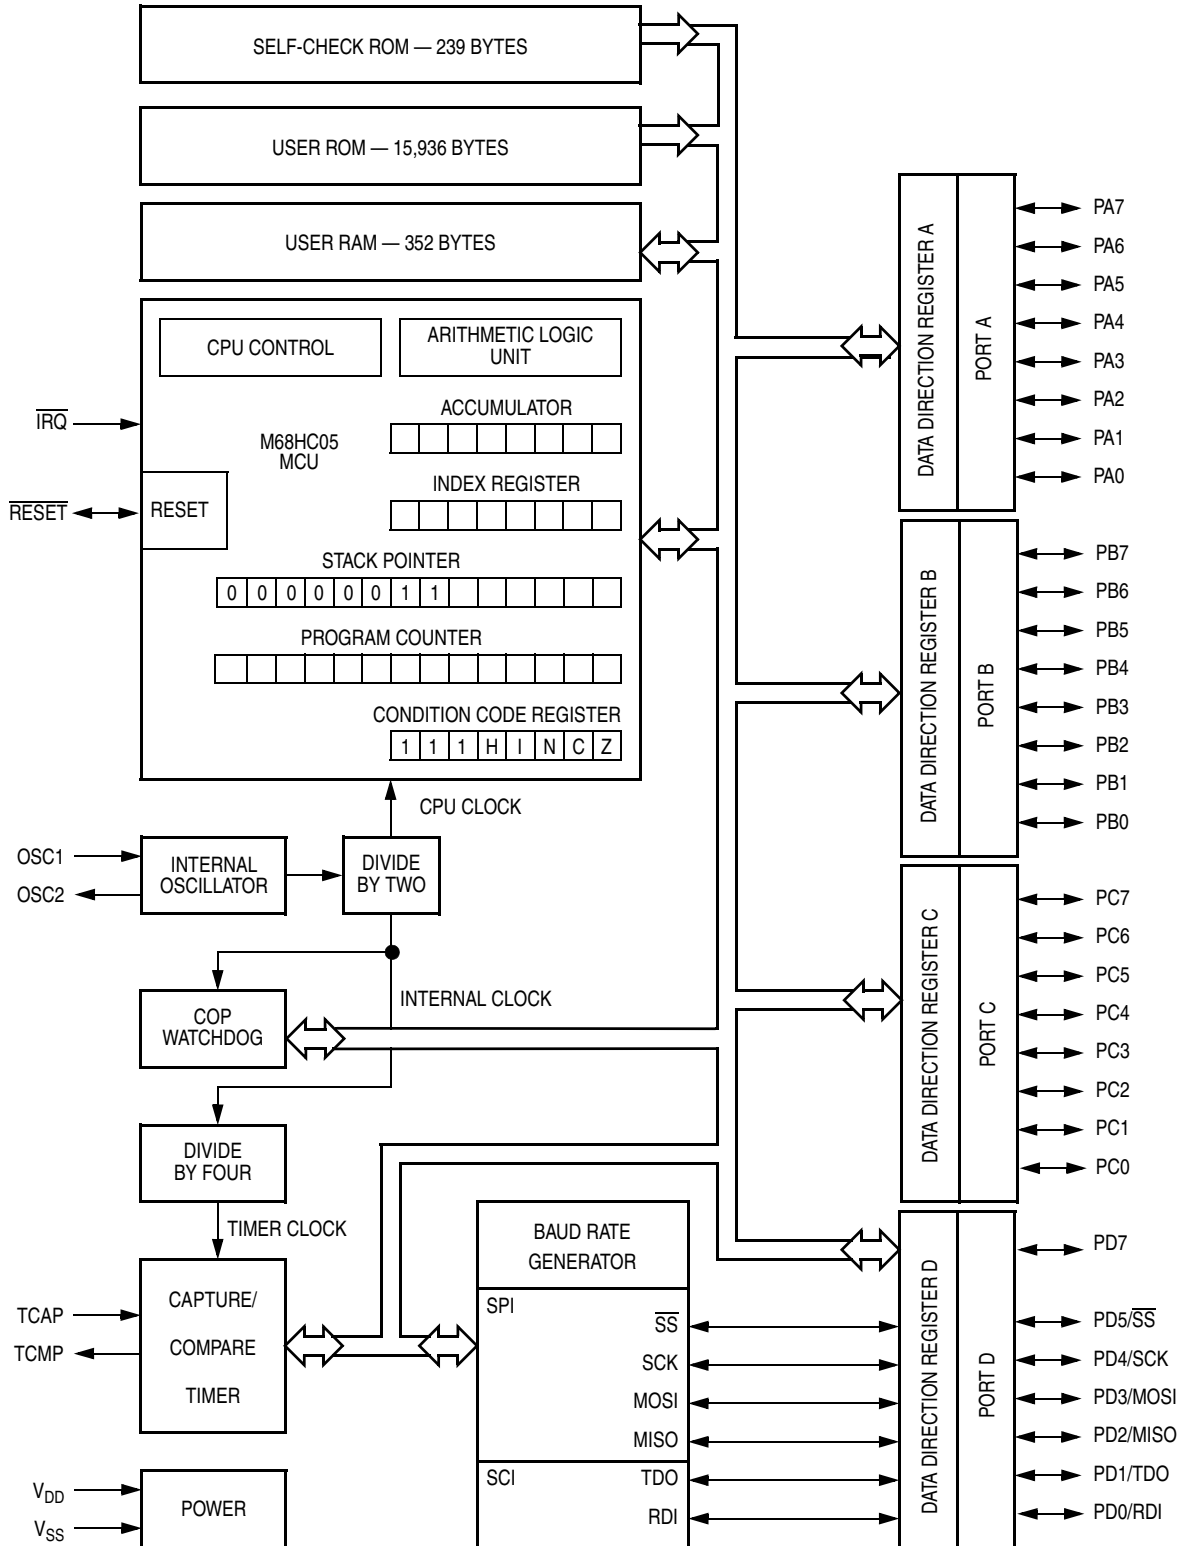 SELF-CHECK ROM — 239 BYTES
USER ROM — 15,936 BYTES
USER RAM — 352 BYTES
CPU CONTROL
ARITHMETIC LOGIC
UNIT
ACCUMULATOR
M68HC05
MCU
INDEX REGISTER
IRQ
RESET
RESET
STACK POINTER
0 0 0 0 0 0 1 1
PROGRAM COUNTER
CONDITION CODE REGISTER
1 1 1 H I N C Z
CPU CLOCK
OSC1
OSC2
INTERNAL
OSCILLATOR
DIVIDE
BY TWO
INTERNAL CLOCK
COP
WATCHDOG
DIVIDE
BY FOUR
TIMER CLOCK
TCAP
TCMP
CAPTURE/
COMPARE
TIMER
VDD
VSS
POWER
BAUD RATE
GENERATOR
SPI
SS
SCK
MOSI
MISO
SCI
TDO
RDI
DATA DIRECTION REGISTER A
PORT A
PA7
PA6
PA5
PA4
PA3
PA2
PA1
PA0
DATA DIRECTION REGISTER B
PORT B
PB7
PB6
PB5
PB4
PB3
PB2
PB1
PB0
DATA DIRECTION REGISTER C
PORT C
PC7
PC6
PC5
PC4
PC3
PC2
PC1
PC0
DATA DIRECTION REGISTER D
PORT D
PD7
PD5/SS
PD4/SCK
PD3/MOSI
PD2/MISO
PD1/TDO
PD0/RDI